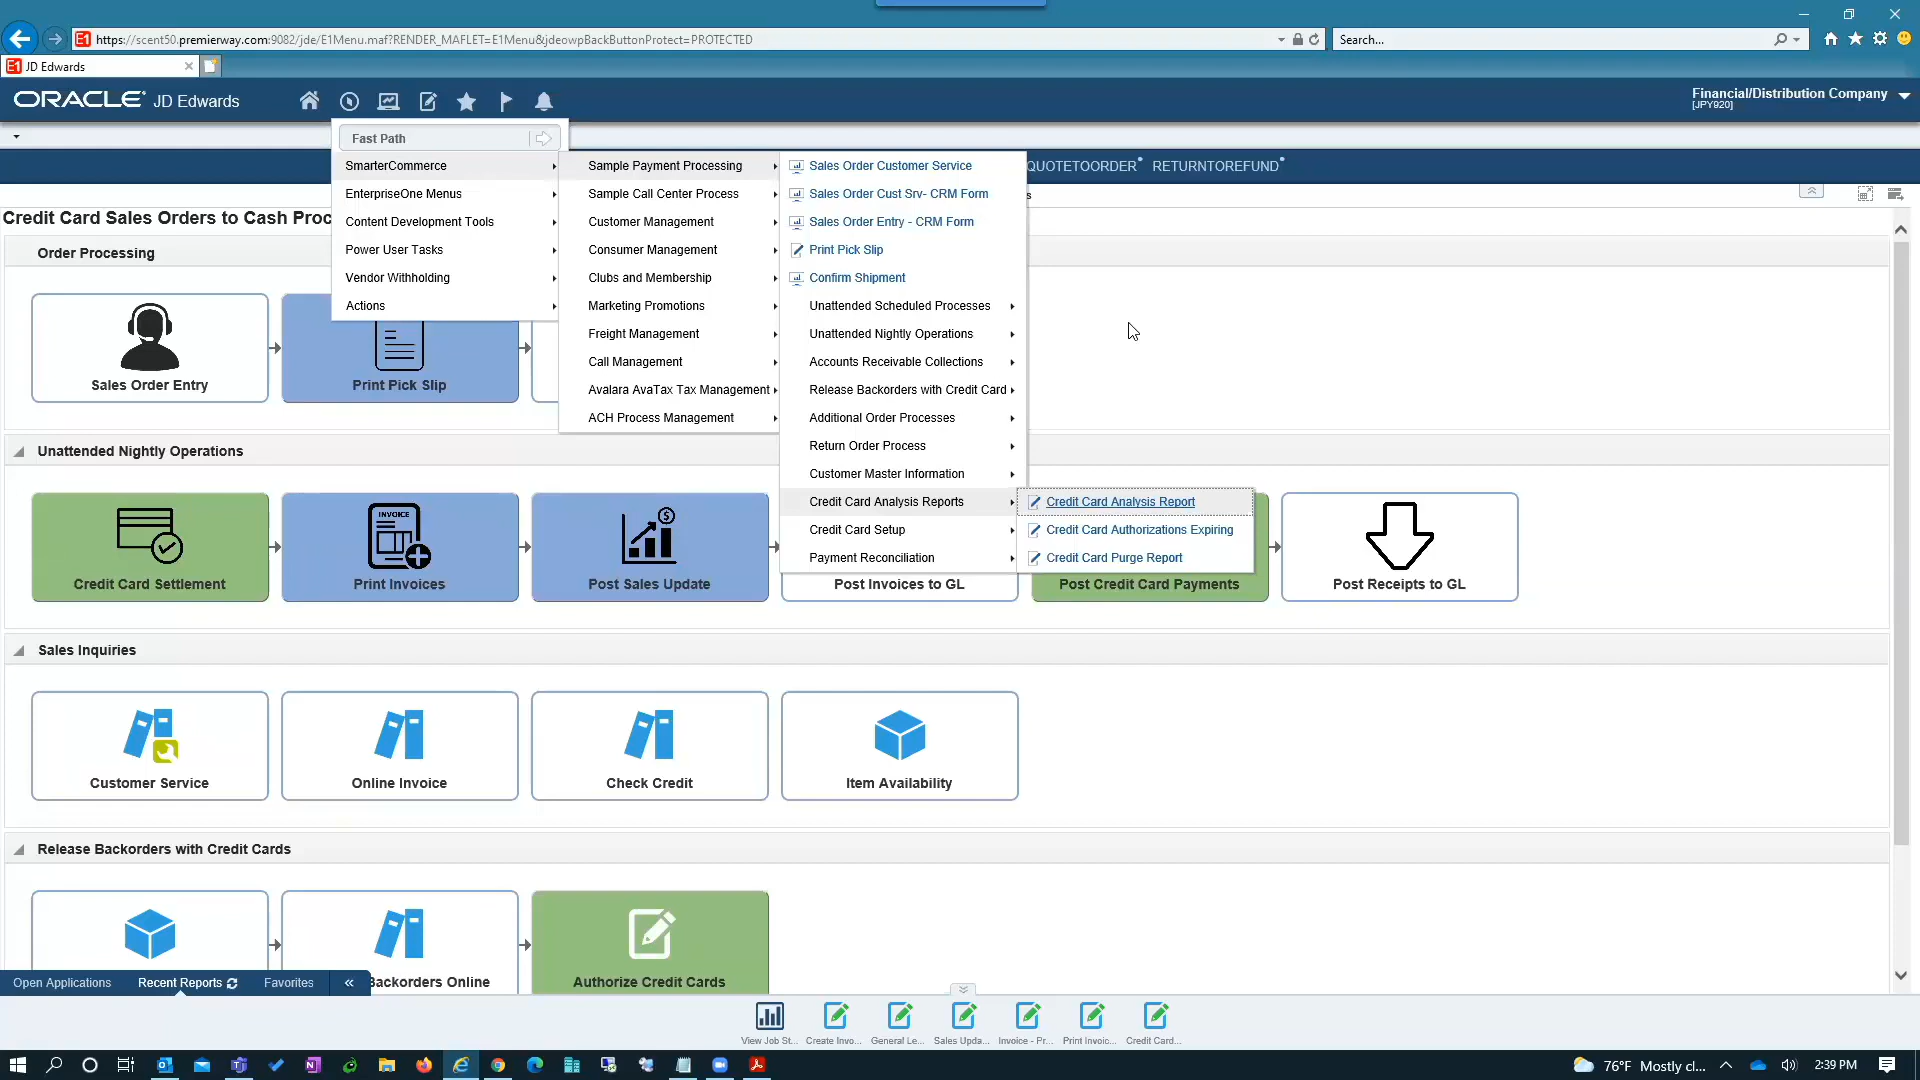 https://scent50.premierway.com:9082/jde/E1Menu.maf?RENDER_MAFLET=E1Menu&jdeowpBackButtonProtect=PROTECTED
Search...
E1 JD Edwards
ORACLE JD Edwards
Financial/Distribution Company
[JPY920]
Fast Path
SmarterCommerce
EnterpriseOne Menus
Content Development Tools
Power User Tasks
Vendor Withholding
Actions
Sample Payment Processing
Sample Call Center Process
Customer Management
Consumer Management
Clubs and Membership
Marketing Promotions
Freight Management
Call Management
Avalara AvaTax Tax Management
ACH Process Management
Sales Order Customer Service
Sales Order Cust Srv- CRM Form
Sales Order Entry - CRM Form
Print Pick Slip
Confirm Shipment
Unattended Scheduled Processes
Unattended Nightly Operations
Accounts Receivable Collections
Release Backorders with Credit Card
Additional Order Processes
Return Order Process
Customer Master Information
Credit Card Analysis Reports
Credit Card Setup
Payment Reconciliation
Credit Card Analysis Report
Credit Card Authorizations Expiring
Credit Card Purge Report
QUOTETOORDER RETURNTOREFUND
Credit Card Sales Orders to Cash Proc
Order Processing
Sales Order Entry
Print Pick Slip
Unattended Nightly Operations
INVOICE
Credit Card Settlement
Print Invoices
Post Sales Update
Post Invoices to GL
Post Credit Card Payments
Post Receipts to GL
Sales Inquiries
Customer Service
Online Invoice
Check Credit
Item Availability
Release Backorders with Credit Cards
Backorders Online
Authorize Credit Cards
Open Applications
Recent Reports
Favorites
View Job St...
Create Invo...
General Le...
Sales Upda...
Invoice - Pr...
Print Invoic...
Credit Card...
76°F Mostly cl...
2:39 PM